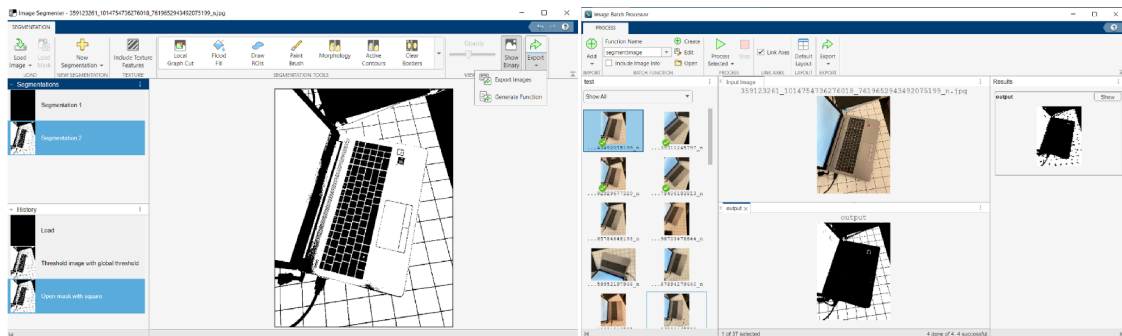 Image Segmenter - 359123261_1014754736276018_7619652943492075199_n.jpg
SEGMENTATION
Load Image
Load Mask
New Segmentation
Include Texture Features
Local Graph Cut
Flood Fill
Draw ROIs
Paint Brush
Morphology
Active Contours
Clear Borders
Opacity
Show Binary
Export
LOAD
NEW SEGMENTATION
TEXTURE
SEGMENTATION TOOLS
Export Images
Generate Function
Segmentations
Segmentation 1
Segmentation 2
History
Load
Threshold image with global threshold
Open mask with square
Image Batch Processor
PROCESS
Add
Function Name
segmentImage
Include Image Info
Create
Edit
Open
Process Selected
Stop
Link Axes
Default Layout
Export
IMPORT
BATCH FUNCTION
PROCESS
LINK AXES
LAYOUT
EXPORT
test
Show All
Input Image
359123261_1014754736276018_7619652943492075199_n.jpg
output
output
Results
output
Show
1 of 37 selected
4 done of 4, 4 successful